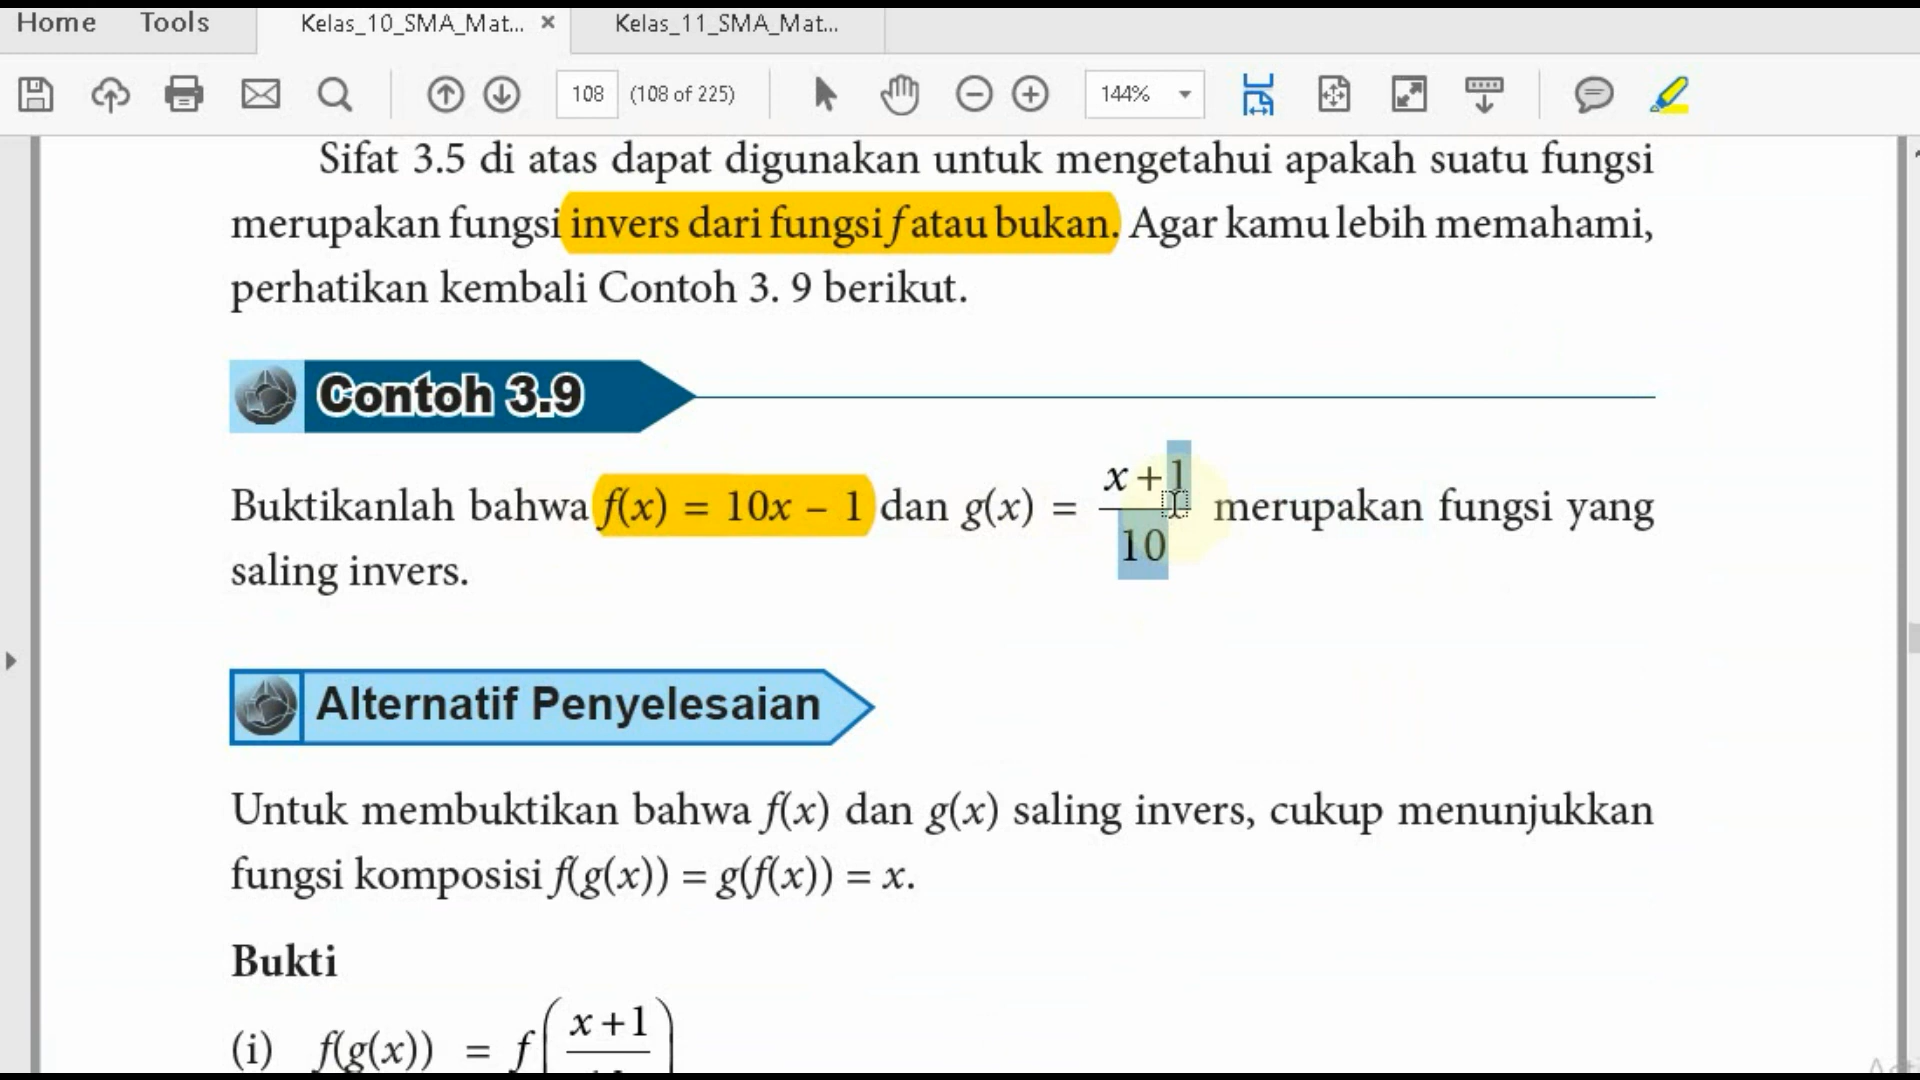 Home Tools Kelas_10_SMA_Mat... × Kelas_11_SMA_Mat...
108 (108 of 225) 144%
Sifat 3.5 di atas dapat digunakan untuk mengetahui apakah suatu fungsi
merupakan fungsi invers dari fungsi f atau bukan. Agar kamu lebih memahami,
perhatikan kembali Contoh 3. 9 berikut.
Contoh 3.9
Buktikanlah bahwa f(x) = 10x – 1 dan g(x) = (x+1)/10 merupakan fungsi yang
saling invers.
Alternatif Penyelesaian
Untuk membuktikan bahwa f(x) dan g(x) saling invers, cukup menunjukkan
fungsi komposisi f(g(x)) = g(f(x)) = x.
Bukti
(i) f(g(x)) = f(x+1